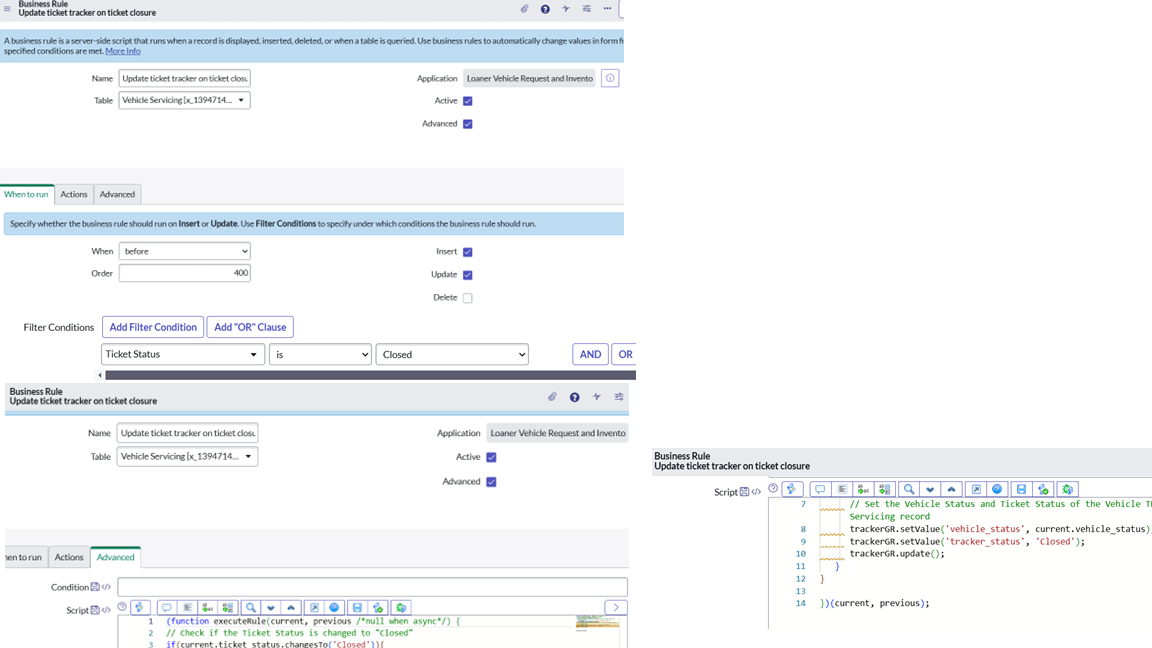 Business Rule
Update ticket tracker on ticket closure
A business rule is a server-side script that runs when a record is displayed, inserted, deleted, or when a table is queried. Use business rules to automatically change values in form
specified conditions are met. More Info
Name Update ticket tracker on ticket Application Loaner Vehicle Request and Invento
Table Vehicle Servicing [x_1394714... Active
Advanced
When to run Actions Advanced
Specify whether the business rule should run on Insert or Update. Use Filter Conditions to specify under which conditions the business rule should run.
When before Insert
Order 400 Update
Delete
Filter Conditions Add Filter Condition Add "OR" Clause
Ticket Status is Closed AND OR
Business Rule
Update ticket tracker on ticket closure
Name Update ticket tracker on ticket Application Loaner Vehicle Request and Invento
Table Vehicle Servicing [x_1394714... Active
Advanced
to run Actions Advanced
Condition
Script
1 (function executeRule(current, previous /*null when async*/) {
2 // Check if the Ticket Status is changed to "Closed"
3 if(current.ticket_status.changesTo('Closed')){
Business Rule
Update ticket tracker on ticket closure
Script
7 // Set the Vehicle Status and Ticket Status of the Vehicle
Servicing record
8 trackerGR.setValue('vehicle_status', current.vehicle_status)
9 trackerGR.setValue('tracker_status', 'Closed');
10 trackerGR.update();
11 }
12 }
13
14 })(current, previous);